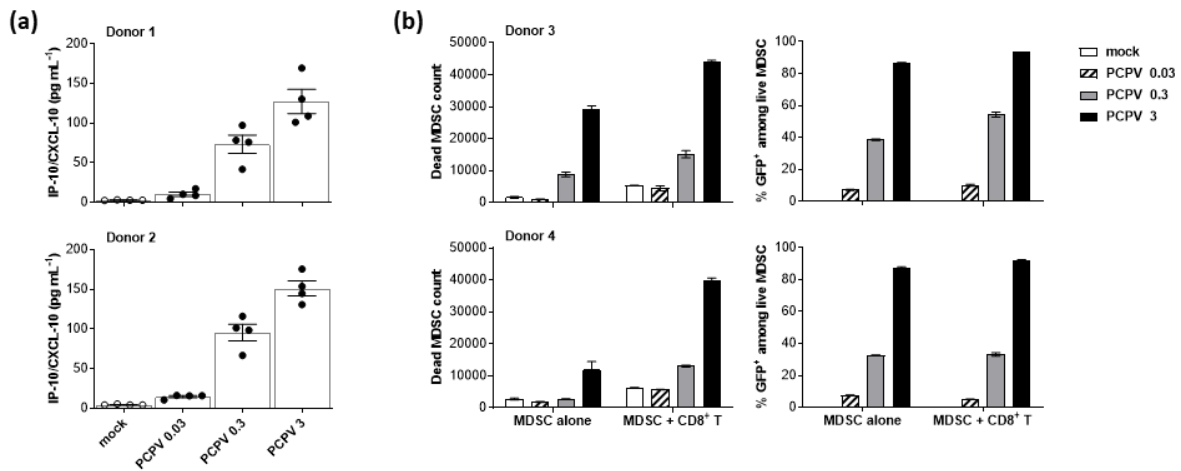 (a)
Donor 1
IP-10/CXCL-10 (pg mL⁻¹)
200
150
100
50
0
Donor 2
IP-10/CXCL-10 (pg mL⁻¹)
200
150
100
50
0
mock
PCPV 0.03
PCPV 0.3
PCPV 3
(b)
Donor 3
Dead MDSC count
50000
40000
30000
20000
10000
0
% GFP⁺ among live MDSC
100
80
60
40
20
0
mock
PCPV 0.03
PCPV 0.3
PCPV 3
Donor 4
Dead MDSC count
50000
40000
30000
20000
10000
0
MDSC alone
MDSC + CD8⁺ T
% GFP⁺ among live MDSC
100
80
60
40
20
0
MDSC alone
MDSC + CD8⁺ T